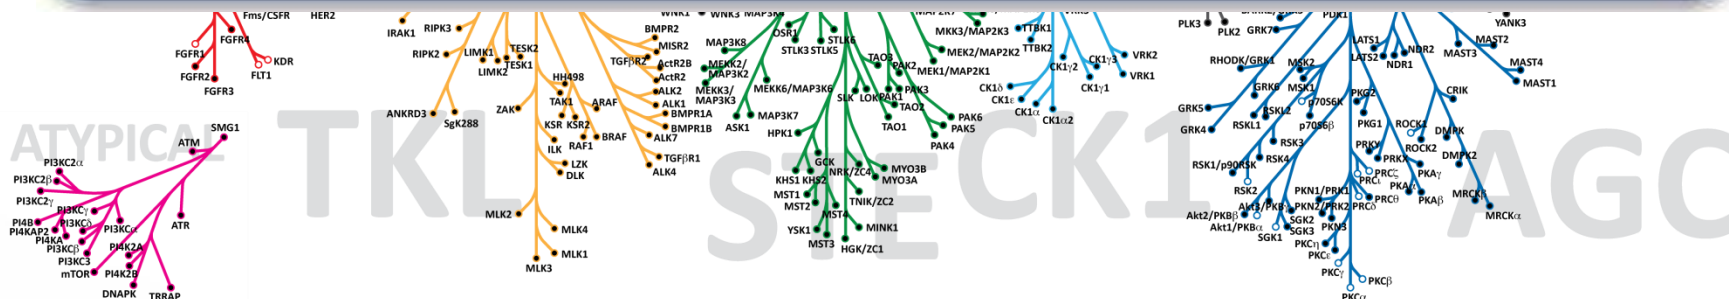 Fms/CSFR
HER2
FGFR4
FGFR1
KDR
FLT1
FGFR2
FGFR3
ATYPICAL
SMG1
ATM
PI3KC2α
PI3KC2β
PI3KC2γ
PI3KCγ
PI4B
PI3KCδ
PI4KAP2
PI3KCα
PI4KA
PI3KCβ
PI4K2A
PI3KC3
mTOR
PI4K2B
DNAPK
TRRAP
ATR
TKL
IRAK1
RIPK3
RIPK2
LIMK1
TESK2
LIMK2
TESK1
ANKRD3
SgK288
HH498
ZAK
TAK1
ARAF
KSR
KSR2
RAF1
BRAF
ILK
LZK
DLK
MLK2
MLK4
MLK1
MLK3
BMPR2
MISR2
TGFβR2
ActR2B
ActR2
ALK2
ALK1
BMPR1A
BMPR1B
ALK7
TGFβR1
ALK4
STE
WNK1
WNK3
MAP3K8
MEKK2/
MAP3K2
MEKK3/
MAP3K3
MEKK6/MAP3K6
ASK1
MAP3K7
OSR1
STLK6
STLK3
STLK5
HPK1
GCK
KHS1
KHS2
MST1
MST2
YSK1
MST3
MST4
SLK
LOK
TAO3
PAK2
PAK1
PAK3
TAO2
TAO1
PAK6
PAK5
PAK4
NRK/ZC4
MYO3B
MYO3A
TNIK/ZC2
MINK1
HGK/ZC1
MAP2K7
MKK3/MAP2K3
MEK2/MAP2K2
MEK1/MAP2K1
CK1
TTBK1
TTBK2
CK1γ2
CK1γ3
VRK2
VRK1
CK1γ1
CK1δ
CK1ε
CK1α
CK1α2
AGC
PLK3
PLK2
PDK1
GRK7
RHODK/GRK1
GRK6
GRK5
GRK4
MSK2
MSK1
p70S6K
p70S6β
RSKL2
RSKL1
RSK3
RSK4
RSK1/p90RSK
RSK2
Akt3/PKBγ
Akt2/PKBβ
Akt1/PKBα
SGK1
SGK2
SGK3
PKN1/PRK1
PKN2/PRK2
PKN3
PKCη
PKCε
PKCγ
PKCβ
PKCα
LATS1
LATS2
NDR2
NDR1
PKG2
PKG1
PRKY
PRKX
PRCζ
PRCι
PRCθ
PRCδ
PKAγ
PKAα
PKAβ
ROCK1
ROCK2
CRIK
DMPK
DMPK2
MRCKβ
MRCKα
YANK3
MAST2
MAST3
MAST4
MAST1